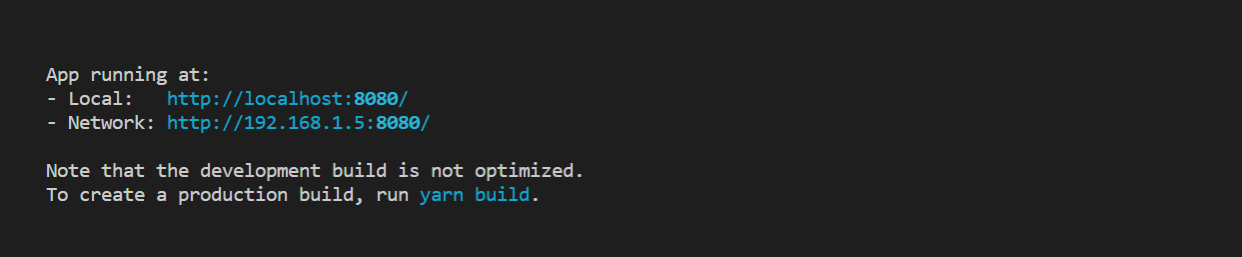 App running at:
- Local:   http://localhost:8080/
- Network: http://192.168.1.5:8080/
Note that the development build is not optimized.
To create a production build, run yarn build.